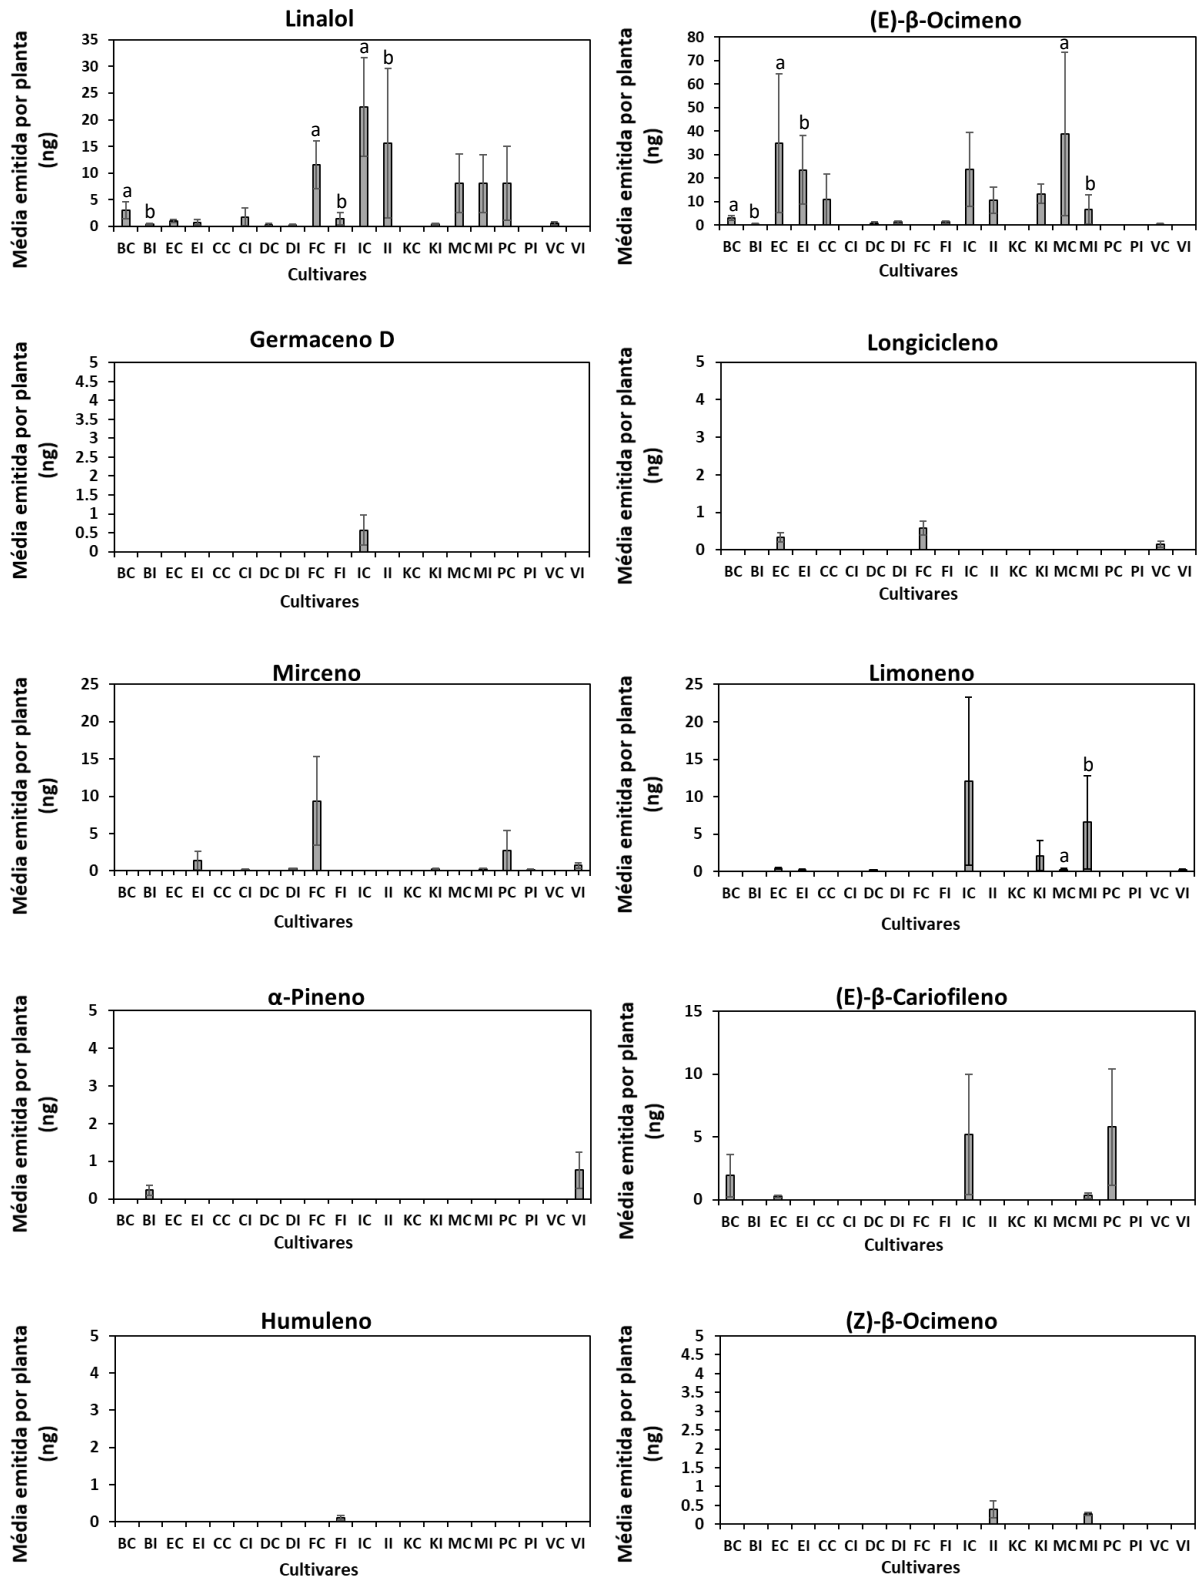 Linalol
Média emitida por planta
(ng)
35
30
25
20
15
10
5
0
a
b
a
b
a
b
BC BI EC EI CC CI DC DI FC FI IC II KC KI MC MI PC PI VC VI
Cultivares
(E)-β-Ocimeno
Média emitida por planta
(ng)
80
70
60
50
40
30
20
10
0
a
b
a
b
a
b
BC BI EC EI CC CI DC DI FC FI IC II KC KI MC MI PC PI VC VI
Cultivares
Germaceno D
Média emitida por planta
(ng)
5
4.5
4
3.5
3
2.5
2
1.5
1
0.5
0
BC BI EC EI CC CI DC DI FC FI IC II KC KI MC MI PC PI VC VI
Cultivares
Longicicleno
Média emitida por planta
(ng)
5
4
3
2
1
0
BC BI EC EI CC CI DC DI FC FI IC II KC KI MC MI PC PI VC VI
Cultivares
Mirceno
Média emitida por planta
(ng)
25
20
15
10
5
0
BC BI EC EI CC CI DC DI FC FI IC II KC KI MC MI PC PI VC VI
Cultivares
Limoneno
Média emitida por planta
(ng)
25
20
15
10
5
0
a
b
BC BI EC EI CC CI DC DI FC FI IC II KC KI MC MI PC PI VC VI
Cultivares
α-Pineno
Média emitida por planta
(ng)
5
4
3
2
1
0
BC BI EC EI CC CI DC DI FC FI IC II KC KI MC MI PC PI VC VI
Cultivares
(E)-β-Cariofileno
Média emitida por planta
(ng)
15
10
5
0
BC BI EC EI CC CI DC DI FC FI IC II KC KI MC MI PC PI VC VI
Cultivares
Humuleno
Média emitida por planta
(ng)
5
4
3
2
1
0
BC BI EC EI CC CI DC DI FC FI IC II KC KI MC MI PC PI VC VI
Cultivares
(Z)-β-Ocimeno
Média emitida por planta
(ng)
5
4.5
4
3.5
3
2.5
2
1.5
1
0.5
0
BC BI EC EI CC CI DC DI FC FI IC II KC KI MC MI PC PI VC VI
Cultivares